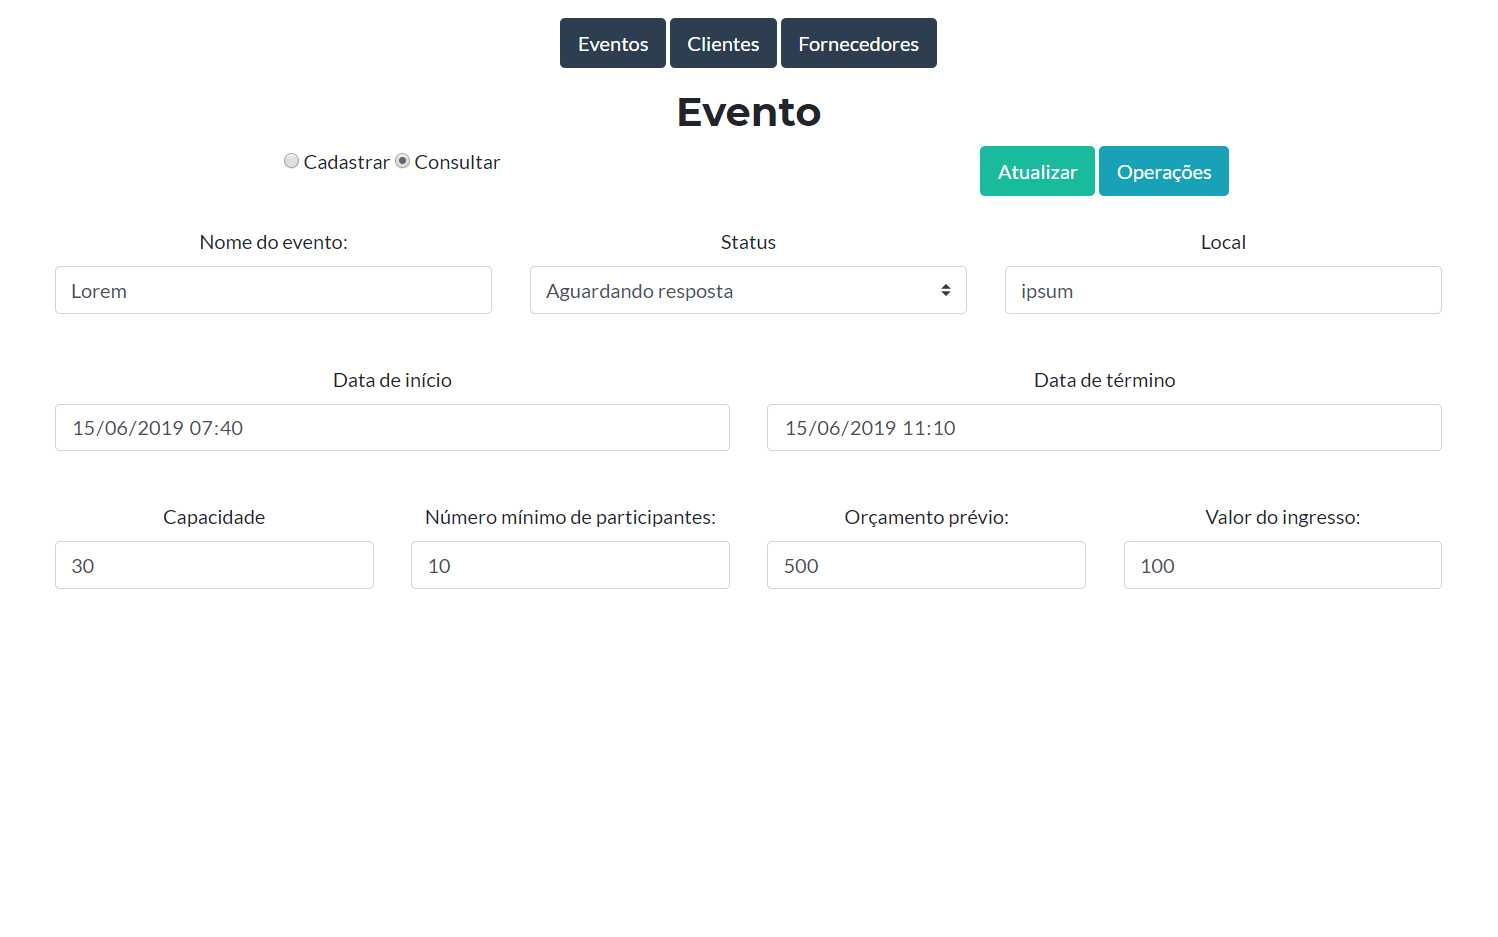 Eventos Clientes Fornecedores
Evento
Cadastrar Consultar Atualizar Operações
Nome do evento: Status Local
Lorem Aguardando resposta ipsum
Data de início Data de término
15/06/2019 07:40 15/06/2019 11:10
Capacidade Número mínimo de participantes: Orçamento prévio: Valor do ingresso:
30 10 500 100